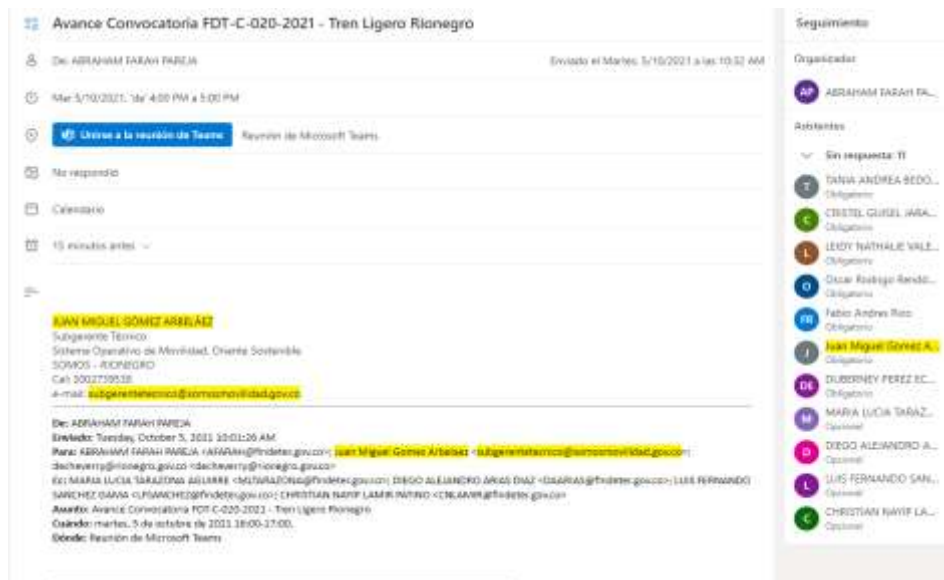 Avance Convocatoria FDT-C-020-2021 - Tren Ligero Rionegro
De: ABRAHAM FARAH PAREJA
Enviado el Martes, 5/10/2021 a las 10:32 AM
Mar 5/10/2021, 'de' 4:00 PM a 5:00 PM
Unirse a la reunión de Teams Reunión de Microsoft Teams
No respondió
Calendario
15 minutos antes
JUAN MIGUEL GÓMEZ ARBELÁEZ
Subgerente Técnico
Sistema Operativo de Movilidad, Oriente Sostenible
SOMOS - RIONEGRO
Cel:
e-mail: subgerentetecnico@somosmovilidad.gov.co
De: ABRAHAM FARAH PAREJA
Enviado: Tuesday, October 5, 2021 10:01:26 AM
Para: ABRAHAM FARAH PAREJA <AFARAH@findeter.gov.co>; Juan Miguel Gómez Arbelaez <subgerentetecnico@somosmovilidad.gov.co>;
decheverry@rionegro.gov.co <decheverry@rionegro.gov.co>
Cc: MARIA LUCIA TARAZONA AGUIRRE <MLTARAZONA@findeter.gov.co>; DIEGO ALEJANDRO ARIAS DIAZ <DAARIAS@findeter.gov.co>; LUIS FERNANDO
SANCHEZ GAMA <LFSANCHEZ@findeter.gov.co>; CHRISTIAN NAYIF LAMIR PATIÑO <CNLAMIR@findeter.gov.co>
Asunto: Avance Convocatoria FDT-C-020-2021 - Tren Ligero Rionegro
Cuándo: martes, 5 de octubre de 2021 16:00-17:00.
Dónde: Reunión de Microsoft Teams
Seguimiento
Organizador
AP ABRAHAM FARAH PA...
Asistentes
Sin respuesta: 11
T TANIA ANDREA BEDO...
Obligatorio
C CRISTEL GUISEL JARA...
Obligatorio
L LEIDY NATHALIE VALE...
Obligatorio
O Oscar Rodrigo Rendó...
Obligatorio
FR Fabio Andres Rico
Obligatorio
J Juan Miguel Gómez A...
Obligatorio
DE DUBERNEY PEREZ EC...
Obligatorio
M MARIA LUCIA TARAZ...
Opcional
D DIEGO ALEJANDRO A...
Opcional
L LUIS FERNANDO SAN...
Opcional
C CHRISTIAN NAYIF LA...
Opcional